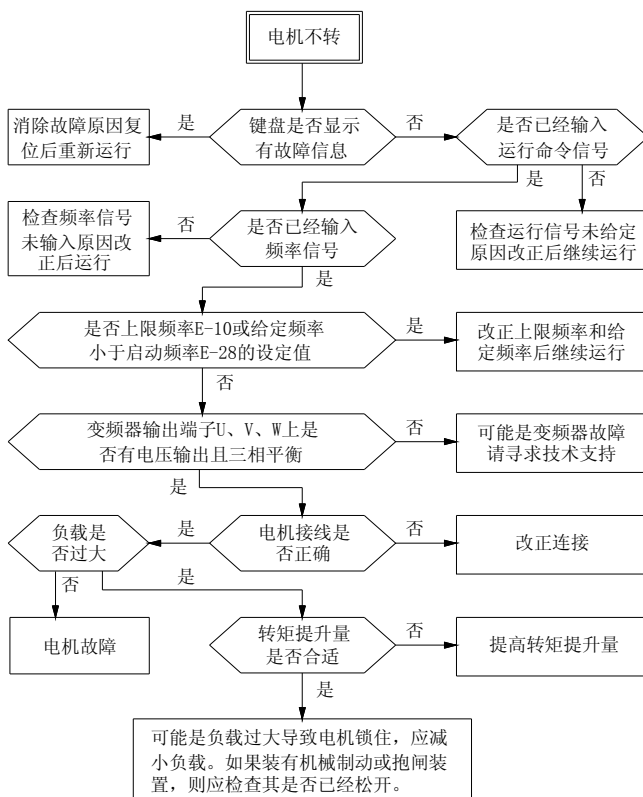 电机不转
消除故障原因复
位后重新运行
是
键盘是否显示
有故障信息
否
是否已经输入
运行命令信号
是
否
检查频率信号
未输入原因改
正后运行
否
是否已经输入
频率信号
检查运行信号未给定
原因改正后继续运行
是
是否上限频率E-10或给定频率
小于启动频率E-28的设定值
是
改正上限频率和给
定频率后继续运行
否
变频器输出端子U、V、W上是
否有电压输出且三相平衡
否
可能是变频器故障
请寻求技术支持
是
负载是
否过大
是
电机接线是
否正确
否
改正连接
否
是
电机故障
转矩提升量
是否合适
否
提高转矩提升量
是
可能是负载过大导致电机锁住，应减
小负载。如果装有机械制动或抱闸装
置，则应检查其是否已经松开。